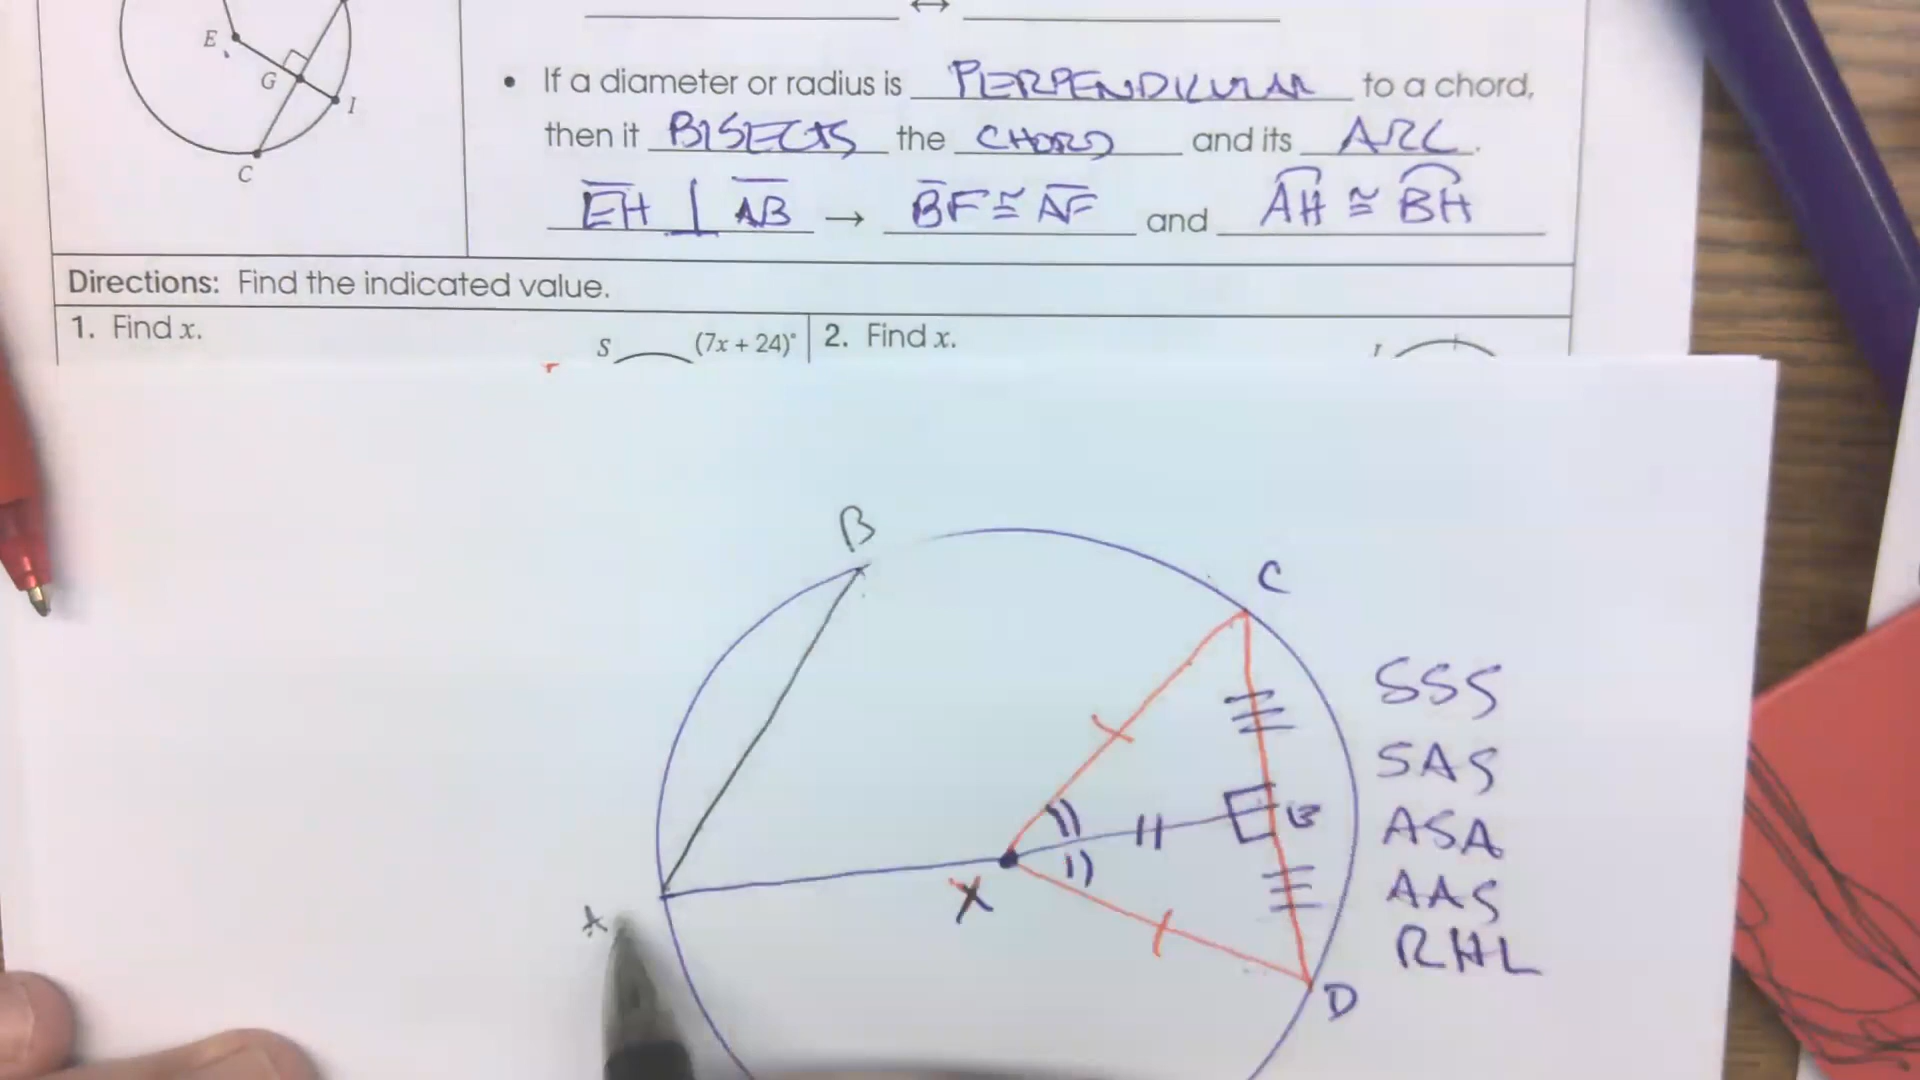 E
G
I
C
↔
• If a diameter or radius is PERPENDICULAR to a chord,
then it BISECTS the CHORD and its ARC.
EH ⊥ AB → BF ≅ AF and AH ≅ BH
Directions: Find the indicated value.
1. Find x.
S
(7x + 24)°
2. Find x.
B
C
SSS
SAS
E
ASA
X
AAS
A
RHL
D